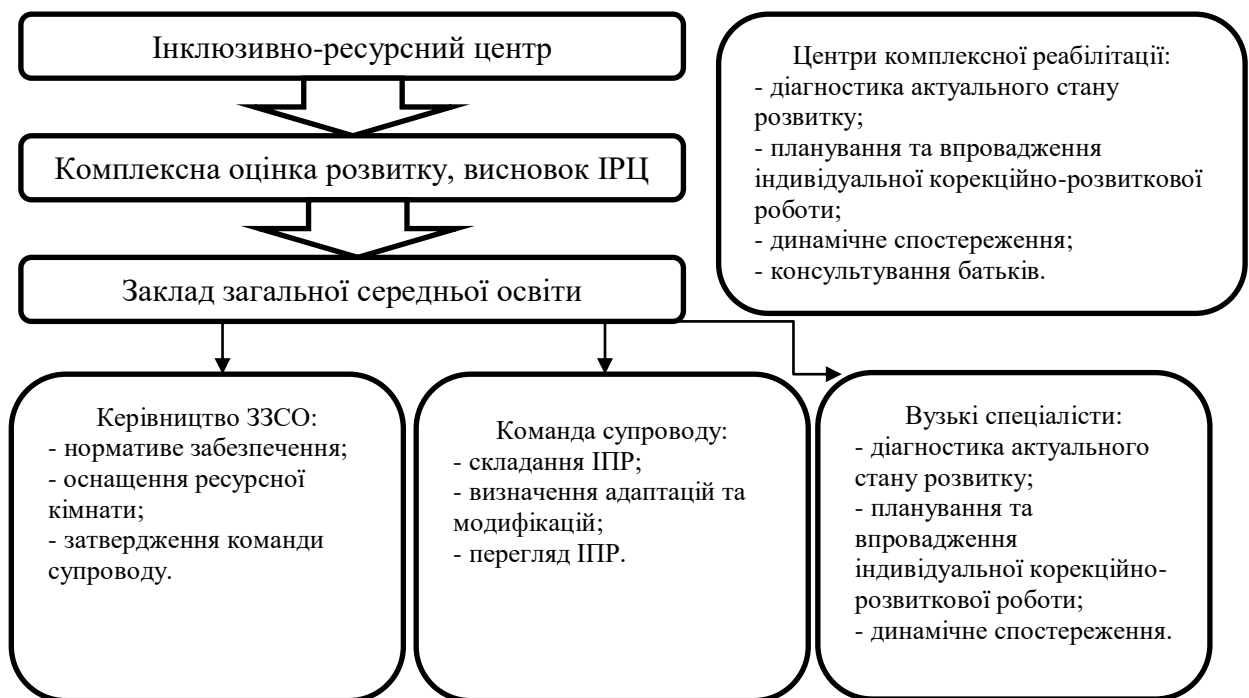 Інклюзивно-ресурсний центр
Комплексна оцінка розвитку, висновок ІРЦ
Заклад загальної середньої освіти
Центри комплексної реабілітації:
- діагностика актуального стану
розвитку;
- планування та впровадження
індивідуальної корекційно-розвиткової
роботи;
- динамічне спостереження;
- консультування батьків.
Керівництво ЗЗСО:
- нормативе забезпечення;
- оснащення ресурсної
кімнати;
- затвердження команди
супроводу.
Команда супроводу:
- складання ІПР;
- визначення адаптацій та
модифікацій;
- перегляд ІПР.
Вузькі спеціалісти:
- діагностика актуального
стану розвитку;
- планування та
впровадження
індивідуальної корекційно-
розвиткової роботи;
- динамічне спостереження.